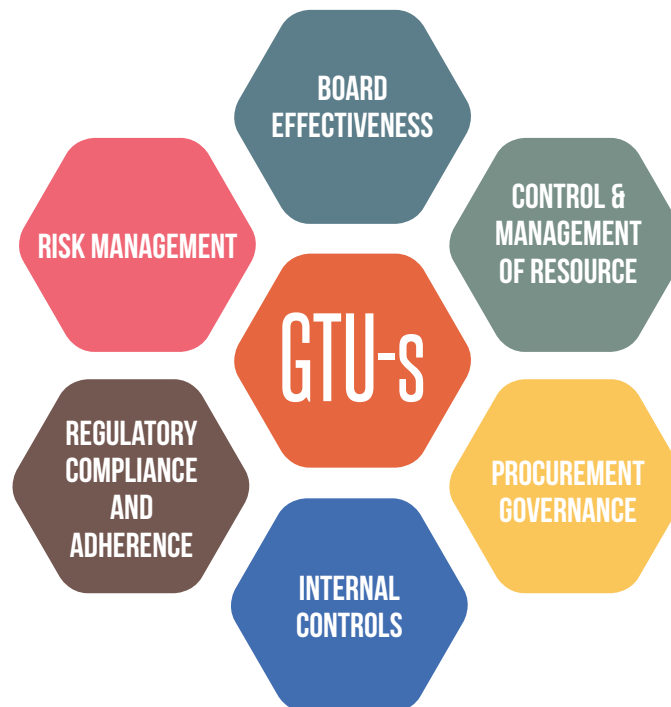 BOARD
EFFECTIVENESS
CONTROL &
MANAGEMENT
OF RESOURCE
RISK MANAGEMENT
GTU-s
REGULATORY
COMPLIANCE
AND
ADHERENCE
PROCUREMENT
GOVERNANCE
INTERNAL
CONTROLS